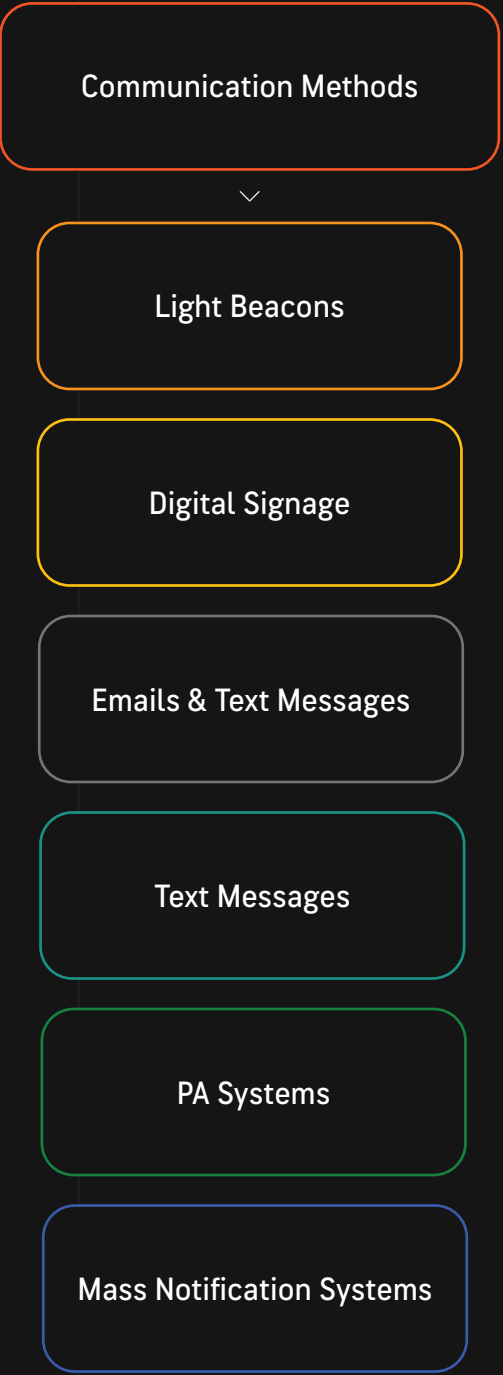 Communication Methods
Light Beacons
Digital Signage
Emails & Text Messages
Text Messages
PA Systems
Mass Notification Systems